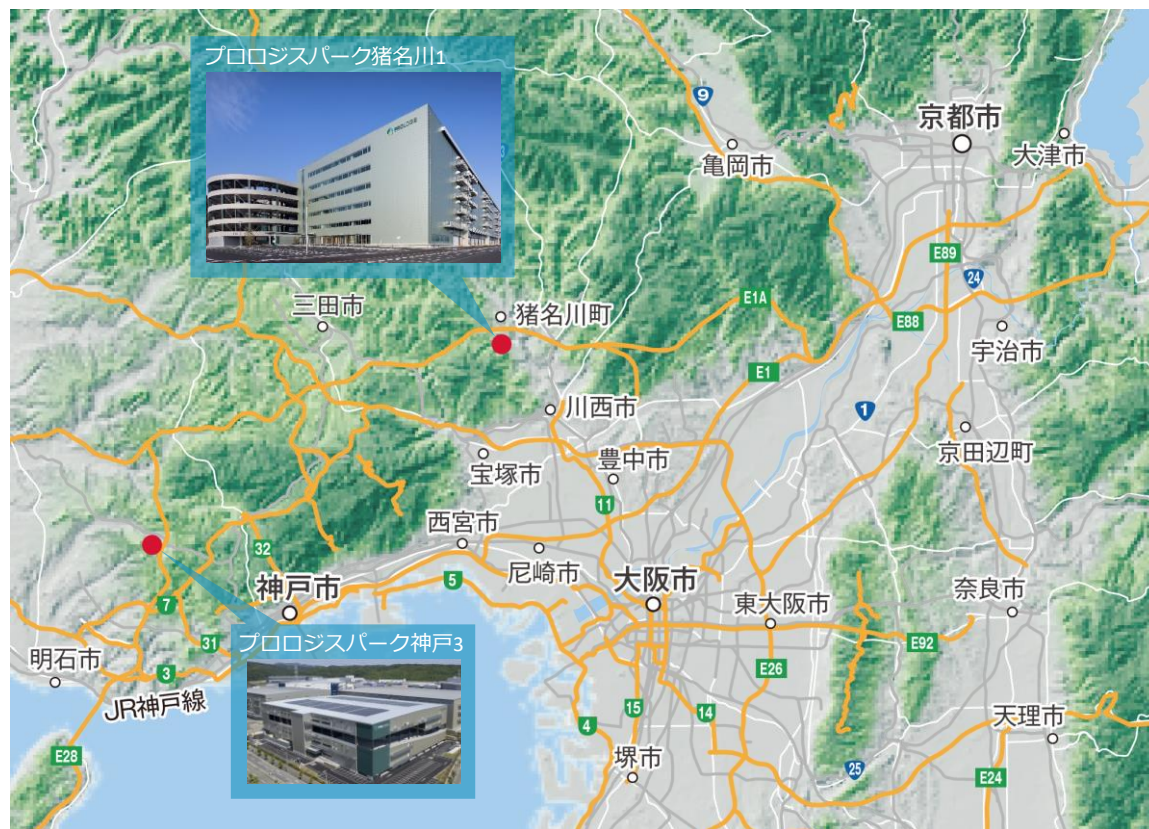 プロロジスパーク猪名川1
9
京都市
亀岡市
大津市
E89
24
三田市
猪名川町
E1A
E88
宇治市
E1
川西市
1
京田辺町
宝塚市
豊中市
11
西宮市
32
尼崎市
5
神戸市
大阪市
奈良市
7
東大阪市
プロロジスパーク神戸3
31
E92
明石市
3
E26
JR神戸線
15
14
4
天理市
E28
堺市
25
E24